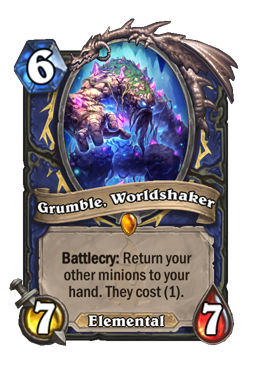 6
Grumble, Worldshaker
Battlecry: Return your
other minions to your
hand. They cost (1).
7 Elemental 7